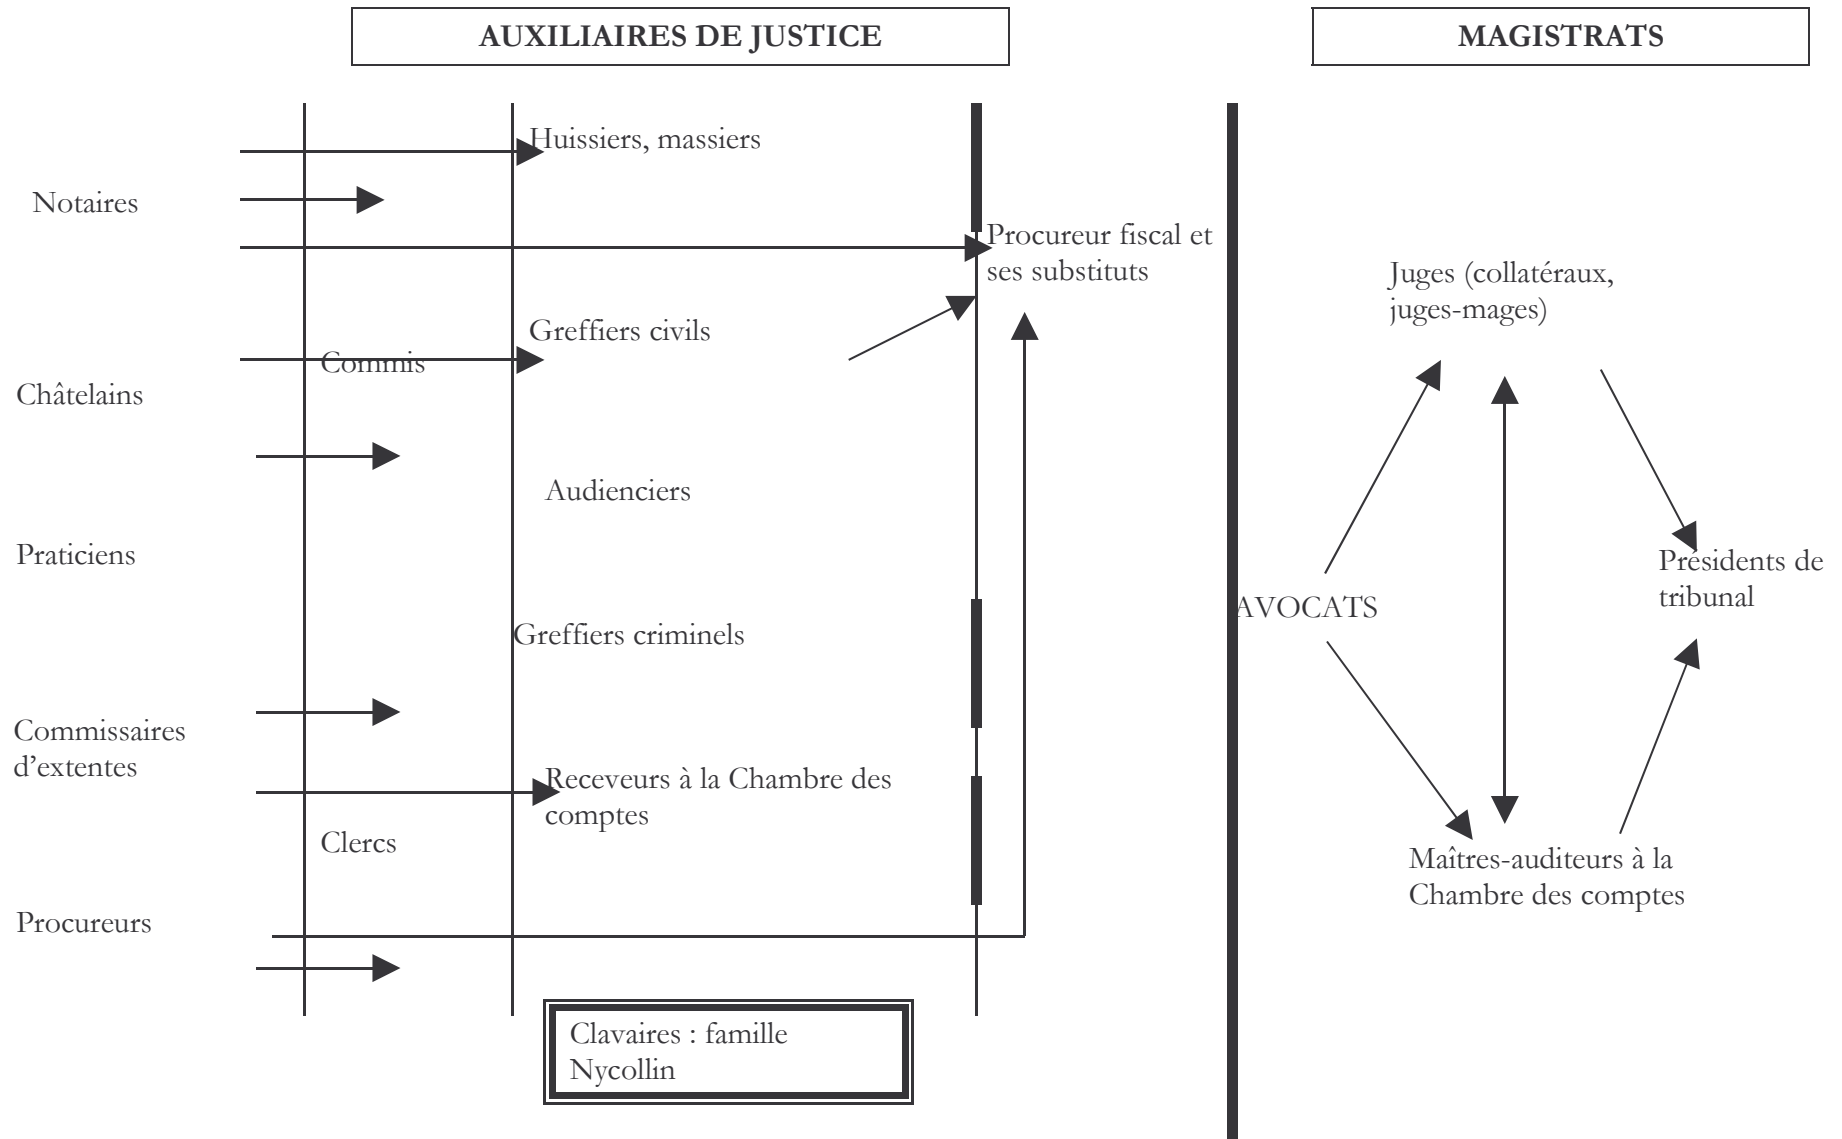 AUXILIAIRES DE JUSTICE
MAGISTRATS
Huissiers, massiers
Notaires
Procureur fiscal et
ses substituts
Juges (collatéraux,
juges-mages)
Greffiers civils
Commis
Châtelains
Audienciers
Praticiens
Présidents de
tribunal
AVOCATS
Greffiers criminels
Commissaires
d’extentes
Receveurs à la Chambre des
comptes
Clercs
Maîtres-auditeurs à la
Chambre des comptes
Procureurs
Clavaires : famille
Nycollin